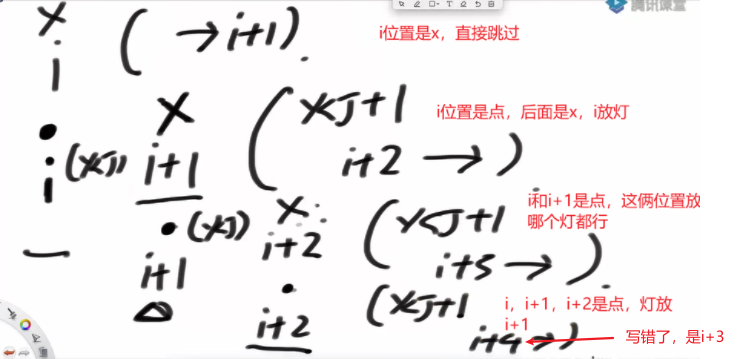 腾讯课堂
X ( → i+1).
i位置是x，直接跳过
i
X (灯+1
i位置是点，后面是x，i放灯
i (灯) i+1 i+2 → )
i和i+1是点，这俩位置放
哪个灯都行
(灯) X (灯+1
i+2
i+1 i+3 → )
(灯+1
i，i+1，i+2是点，灯放
i+1
i+2 i+4 → )
写错了，是i+3